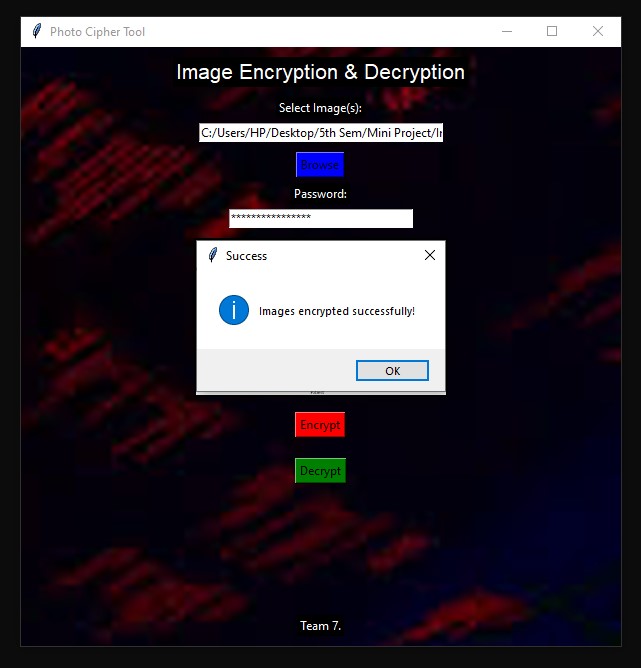 Photo Cipher Tool
Image Encryption & Decryption
Select Image(s):
C:/Users/HP/Desktop/5th Sem/Mini Project/
Browse
Password:
****************
Success
Images encrypted successfully!
OK
Encrypt
Decrypt
Team 7.